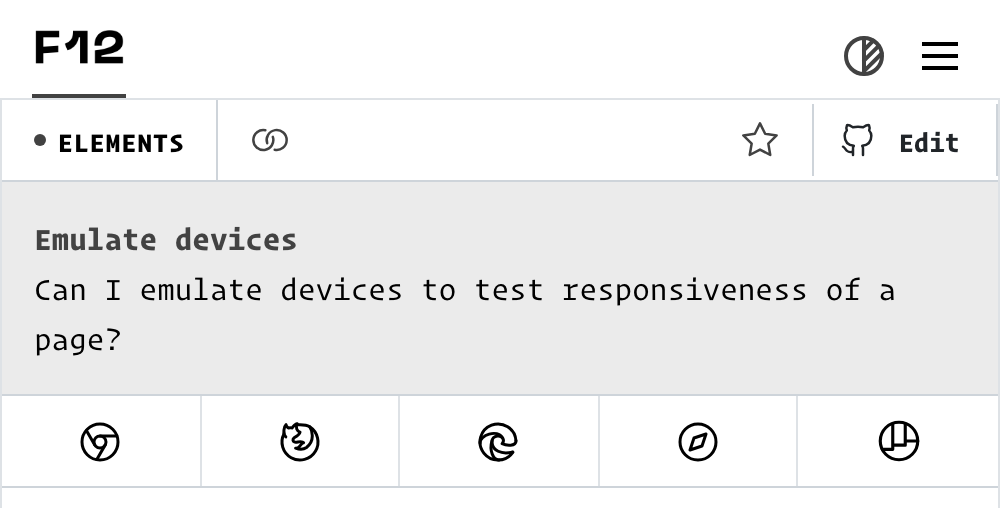 F12
ELEMENTS
Edit
Emulate devices
Can I emulate devices to test responsiveness of a
page?